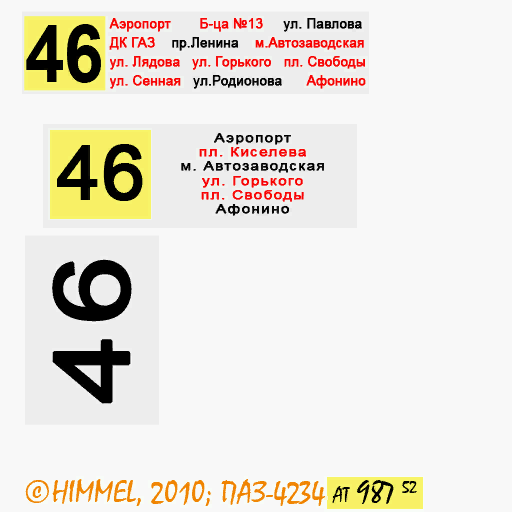 46
Аэропорт Б-ца №13 ул. Павлова
ДК ГАЗ пр.Ленина м.Автозаводская
ул. Лядова ул. Горького пл. Свободы
ул. Сенная ул.Родионова Афонино
46
Аэропорт
пл. Киселева
м. Автозаводская
ул. Горького
пл. Свободы
Афонино
46
©HIMMEL, 2010; ПАЗ-4234 АТ 987 52